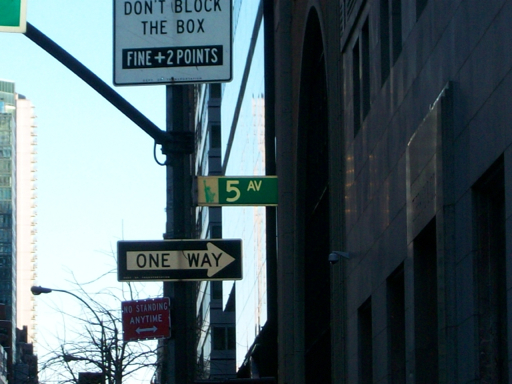 DON'T BLOCK
THE BOX
FINE+2 POINTS
5 AV
ONE WAY
NO STANDING
ANYTIME